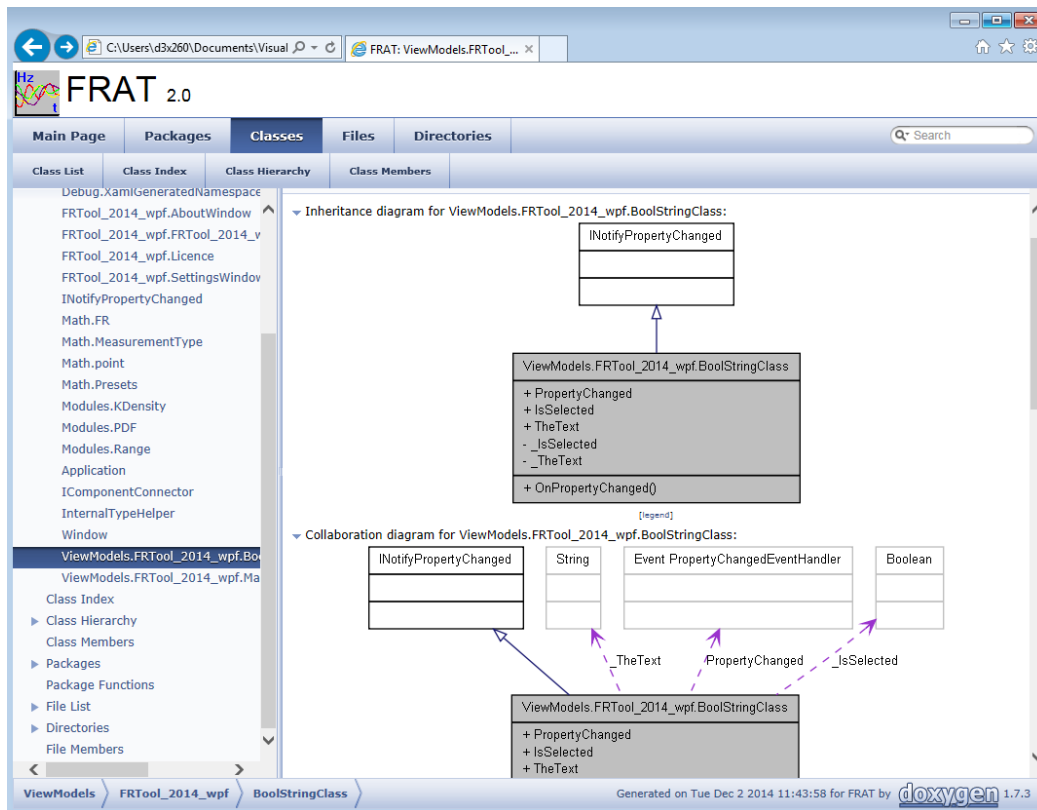 C:\Users\d3x260\Documents\Visual
FRAT: ViewModels.FRTool_...
Hz
t
FRAT 2.0
Main Page Packages Classes Files Directories
Search
Class List Class Index Class Hierarchy Class Members
Debug.XamlGeneratedNamespace
FRTool_2014_wpf.AboutWindow
FRTool_2014_wpf.FRTool_2014_w
FRTool_2014_wpf.Licence
FRTool_2014_wpf.SettingsWindow
INotifyPropertyChanged
Math.FR
Math.MeasurementType
Math.point
Math.Presets
Modules.KDensity
Modules.PDF
Modules.Range
Application
IComponentConnector
InternalTypeHelper
Window
ViewModels.FRTool_2014_wpf.Boo
ViewModels.FRTool_2014_wpf.Ma
Class Index
Class Hierarchy
Class Members
Packages
Package Functions
File List
Directories
File Members
Inheritance diagram for ViewModels.FRTool_2014_wpf.BoolStringClass:
INotifyPropertyChanged
ViewModels.FRTool_2014_wpf.BoolStringClass
+ PropertyChanged
+ IsSelected
+ TheText
- _IsSelected
- _TheText
+ OnPropertyChanged()
[legend]
Collaboration diagram for ViewModels.FRTool_2014_wpf.BoolStringClass:
INotifyPropertyChanged String Event PropertyChangedEventHandler Boolean
_TheText PropertyChanged _IsSelected
ViewModels.FRTool_2014_wpf.BoolStringClass
+ PropertyChanged
+ IsSelected
+ TheText
ViewModels FRTool_2014_wpf BoolStringClass
Generated on Tue Dec 2 2014 11:43:58 for FRAT by doxygen 1.7.3